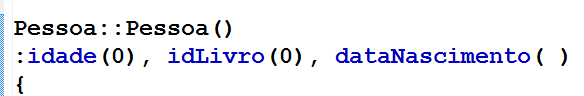 Pessoa::Pessoa()
:idade(0), idLivro(0), dataNascimento( )
{